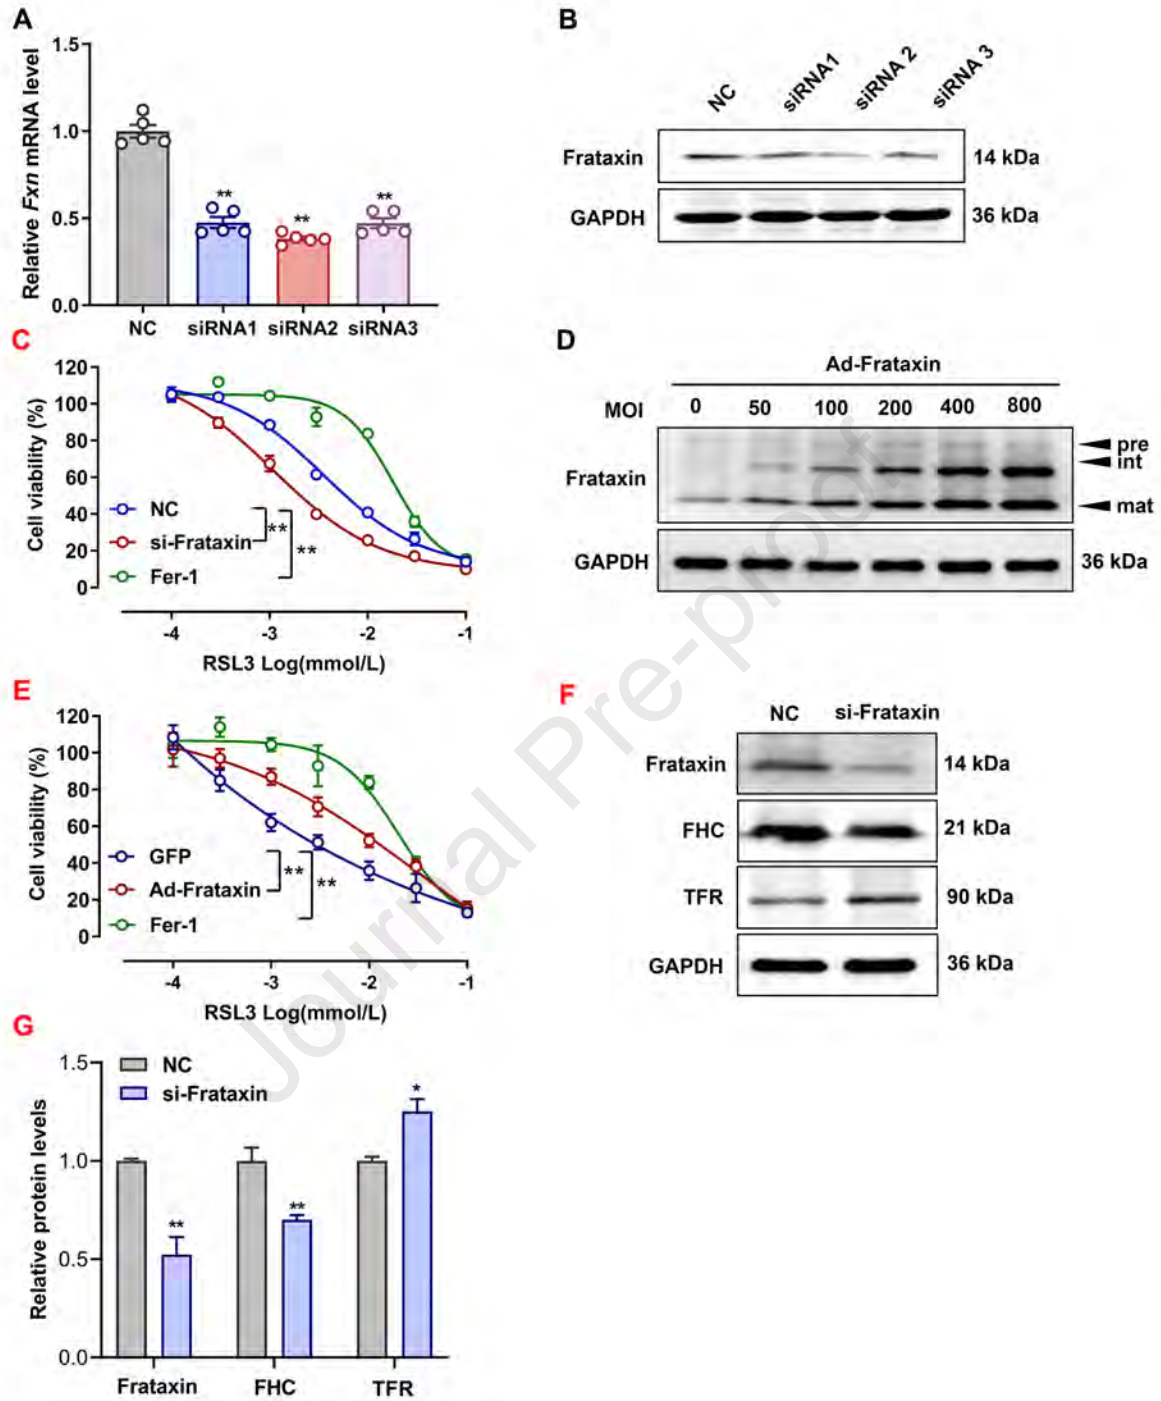 A
Relative Fxn mRNA level
1.5
1.0
0.5
0.0
**
**
**
NC siRNA1 siRNA2 siRNA3
B
NC siRNA1 siRNA 2 siRNA 3
Frataxin 14 kDa
GAPDH 36 kDa
C
Cell viability (%)
120
100
80
60
40
20
0
NC
si-Frataxin
Fer-1
**
**
-4 -3 -2 -1
RSL3 Log(mmol/L)
D
Ad-Frataxin
MOI 0 50 100 200 400 800
Frataxin
pre
int
mat
GAPDH 36 kDa
E
Cell viability (%)
120
100
80
60
40
20
0
GFP
Ad-Frataxin
Fer-1
**
**
-4 -3 -2 -1
RSL3 Log(mmol/L)
F
NC si-Frataxin
Frataxin 14 kDa
FHC 21 kDa
TFR 90 kDa
GAPDH 36 kDa
G
Relative protein levels
1.5
1.0
0.5
0.0
NC
si-Frataxin
**
**
*
Frataxin FHC TFR
Journal Pre-proof